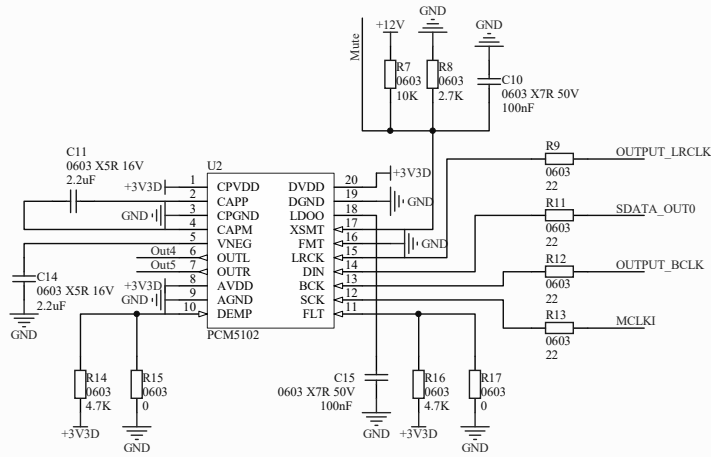 GND
GND
+12V
Mute
R7
0603
10K
R8
0603
2.7K
C10
0603 X7R 50V
100nF
C11
0603 X5R 16V
2.2uF
U2
R9
0603
22
OUTPUT_LRCLK
+3V3D
1 CPVDD DVDD 20
+3V3D
2 CAPP DGND 19
GND
GND
3 CPGND LDOO 18
4 CAPM XSMT 17
5 VNEG FMT 16
GND
Out4
6 OUTL LRCK 15
Out5
7 OUTR DIN 14
+3V3D
8 AVDD BCK 13
GND
9 AGND SCK 12
10 DEMP FLT 11
PCM5102
R11
0603
22
SDATA_OUT0
R12
0603
22
OUTPUT_BCLK
R13
0603
22
MCLKI
C14
0603 X5R 16V
2.2uF
GND
R14
0603
4.7K
+3V3D
R15
0603
0
GND
C15
0603 X7R 50V
100nF
GND
R16
0603
4.7K
+3V3D
R17
0603
0
GND